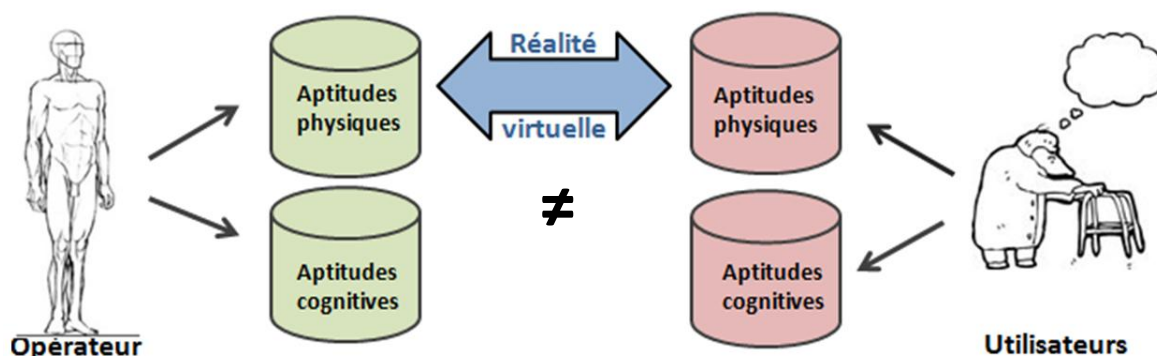 Aptitudes
physiques
Réalité
virtuelle
Aptitudes
physiques
≠
Aptitudes
cognitives
Aptitudes
cognitives
Opérateur
Utilisateurs